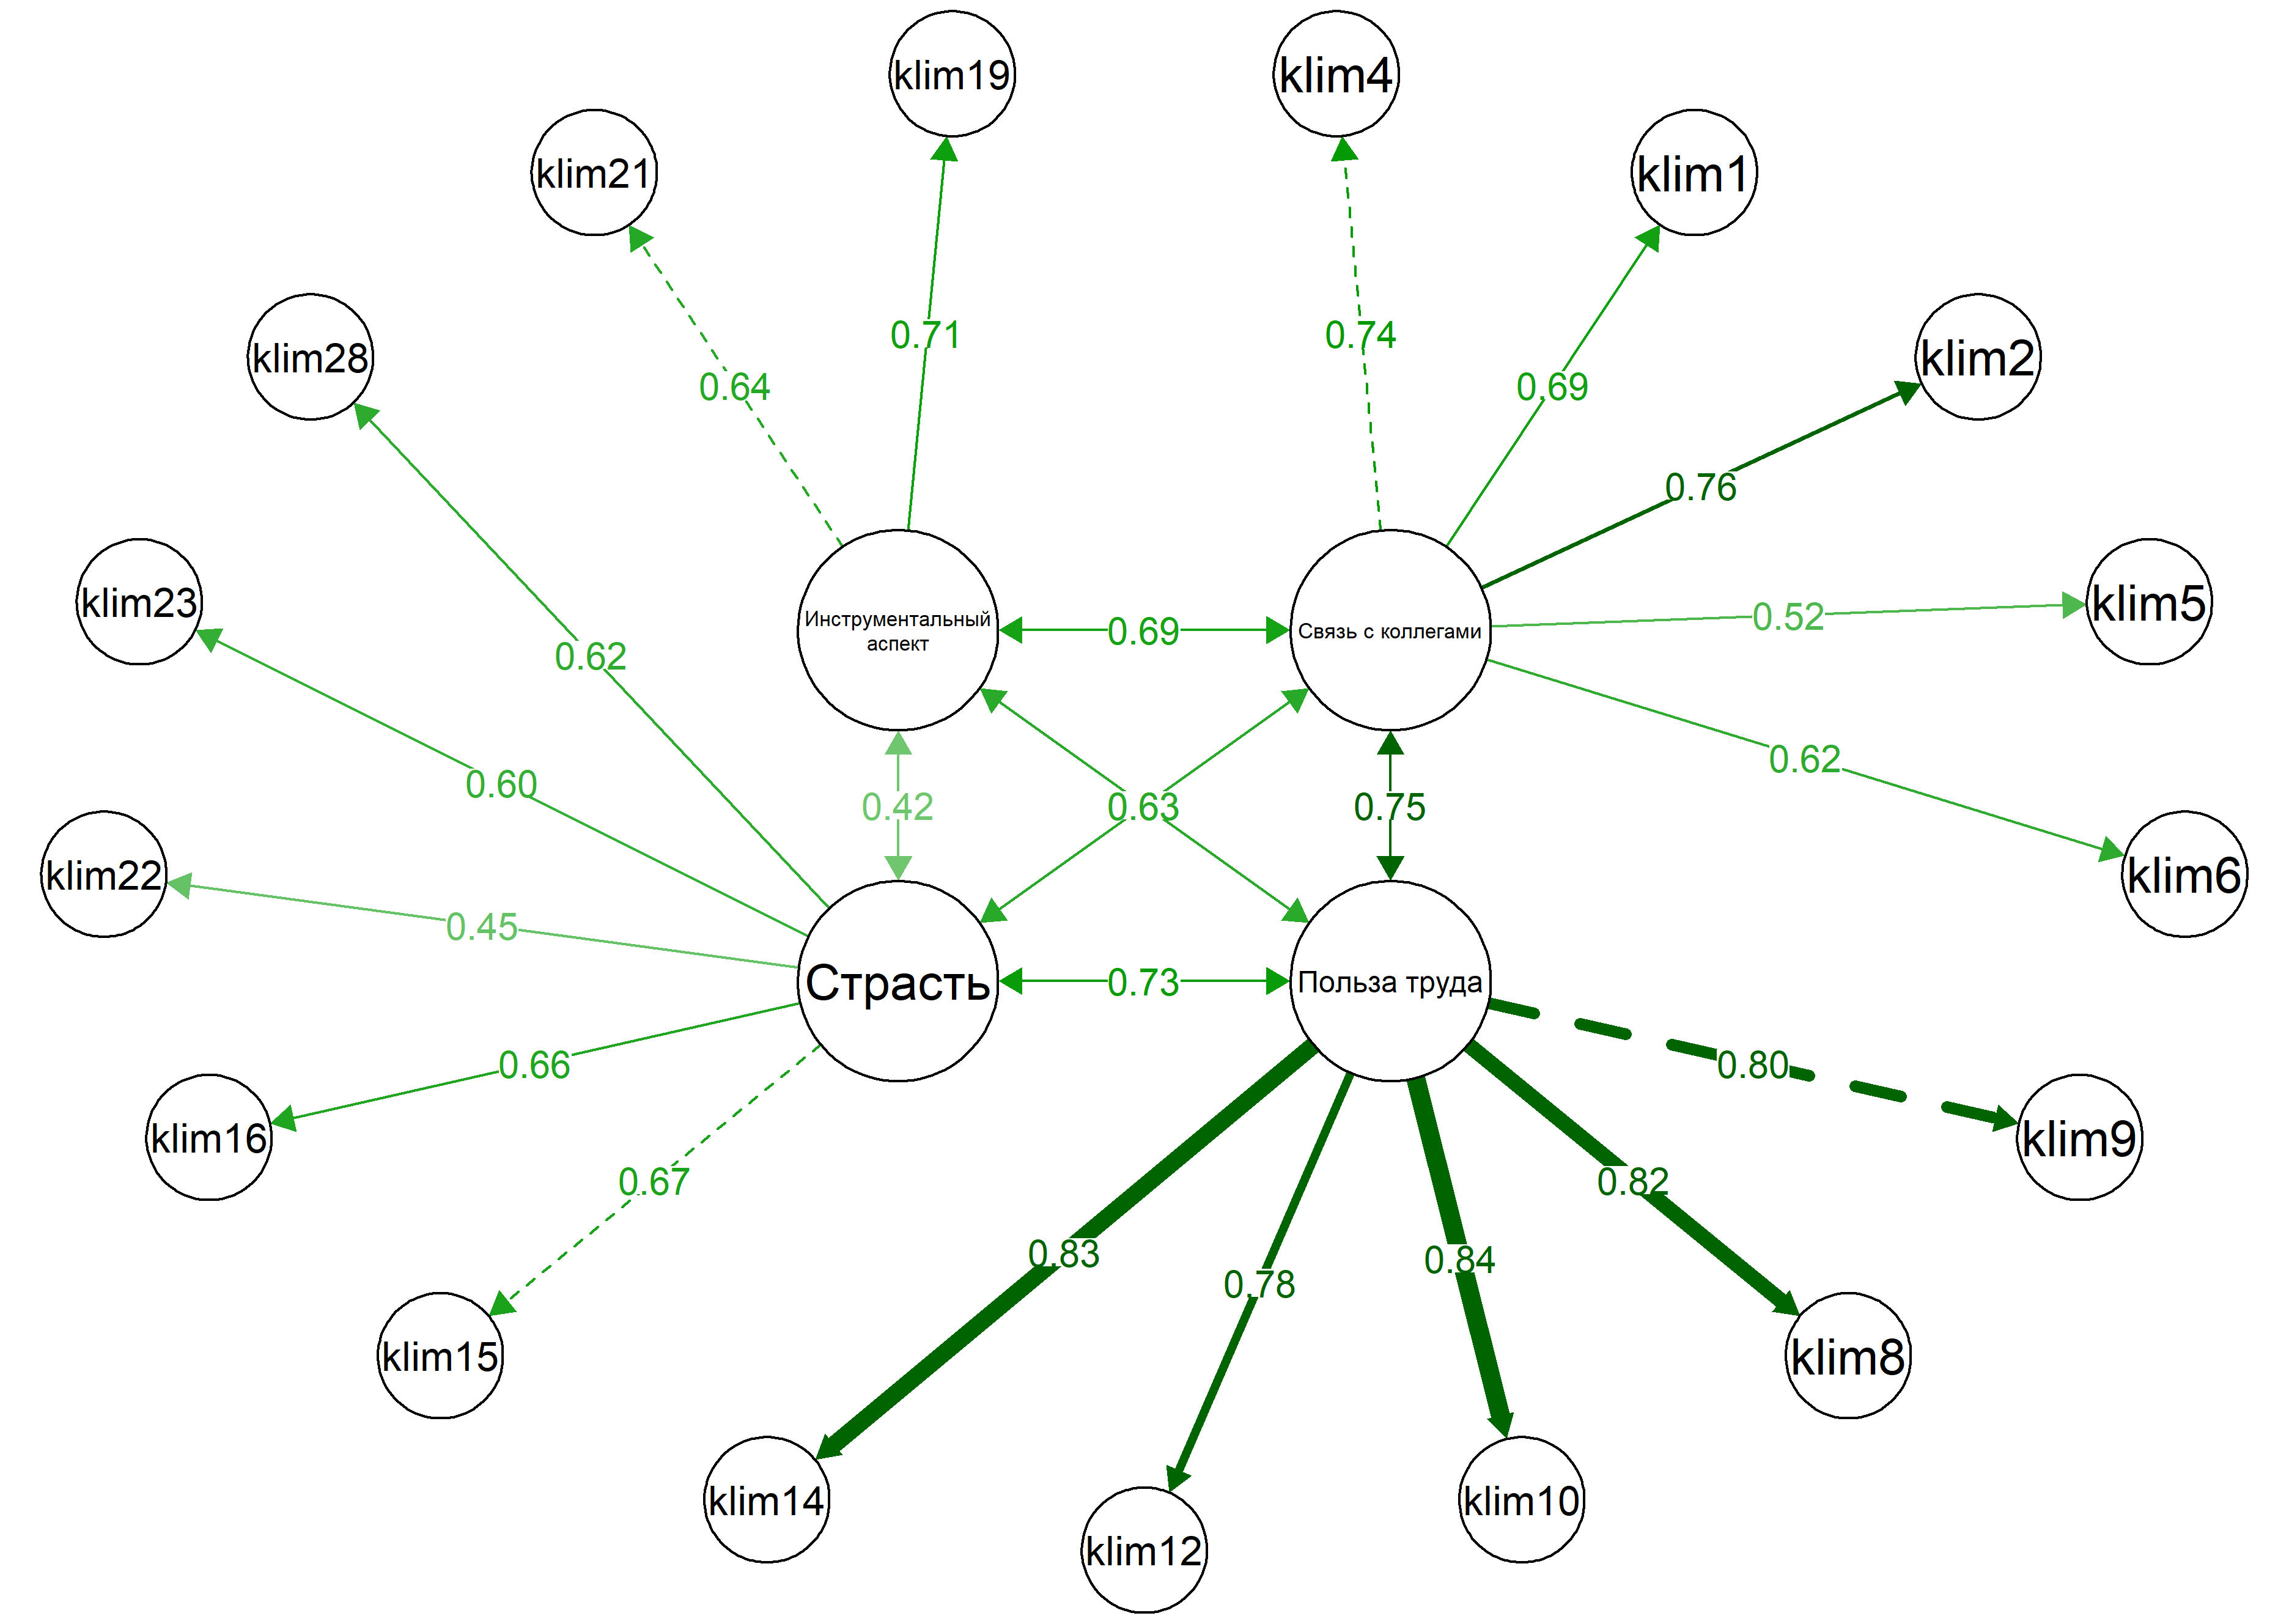 klim19
klim4
klim21
klim1
klim28
klim2
0.71
0.74
0.64
0.69
0.76
klim23
klim5
0.52
Инструментальный
аспект
0.69
Связь с коллегами
0.62
0.62
0.60
0.42
0.63
0.75
klim22
klim6
0.45
Страсть
0.73
Польза труда
0.66
0.80
klim16
klim9
0.67
0.82
0.83
0.84
0.78
klim15
klim8
klim14
klim10
klim12